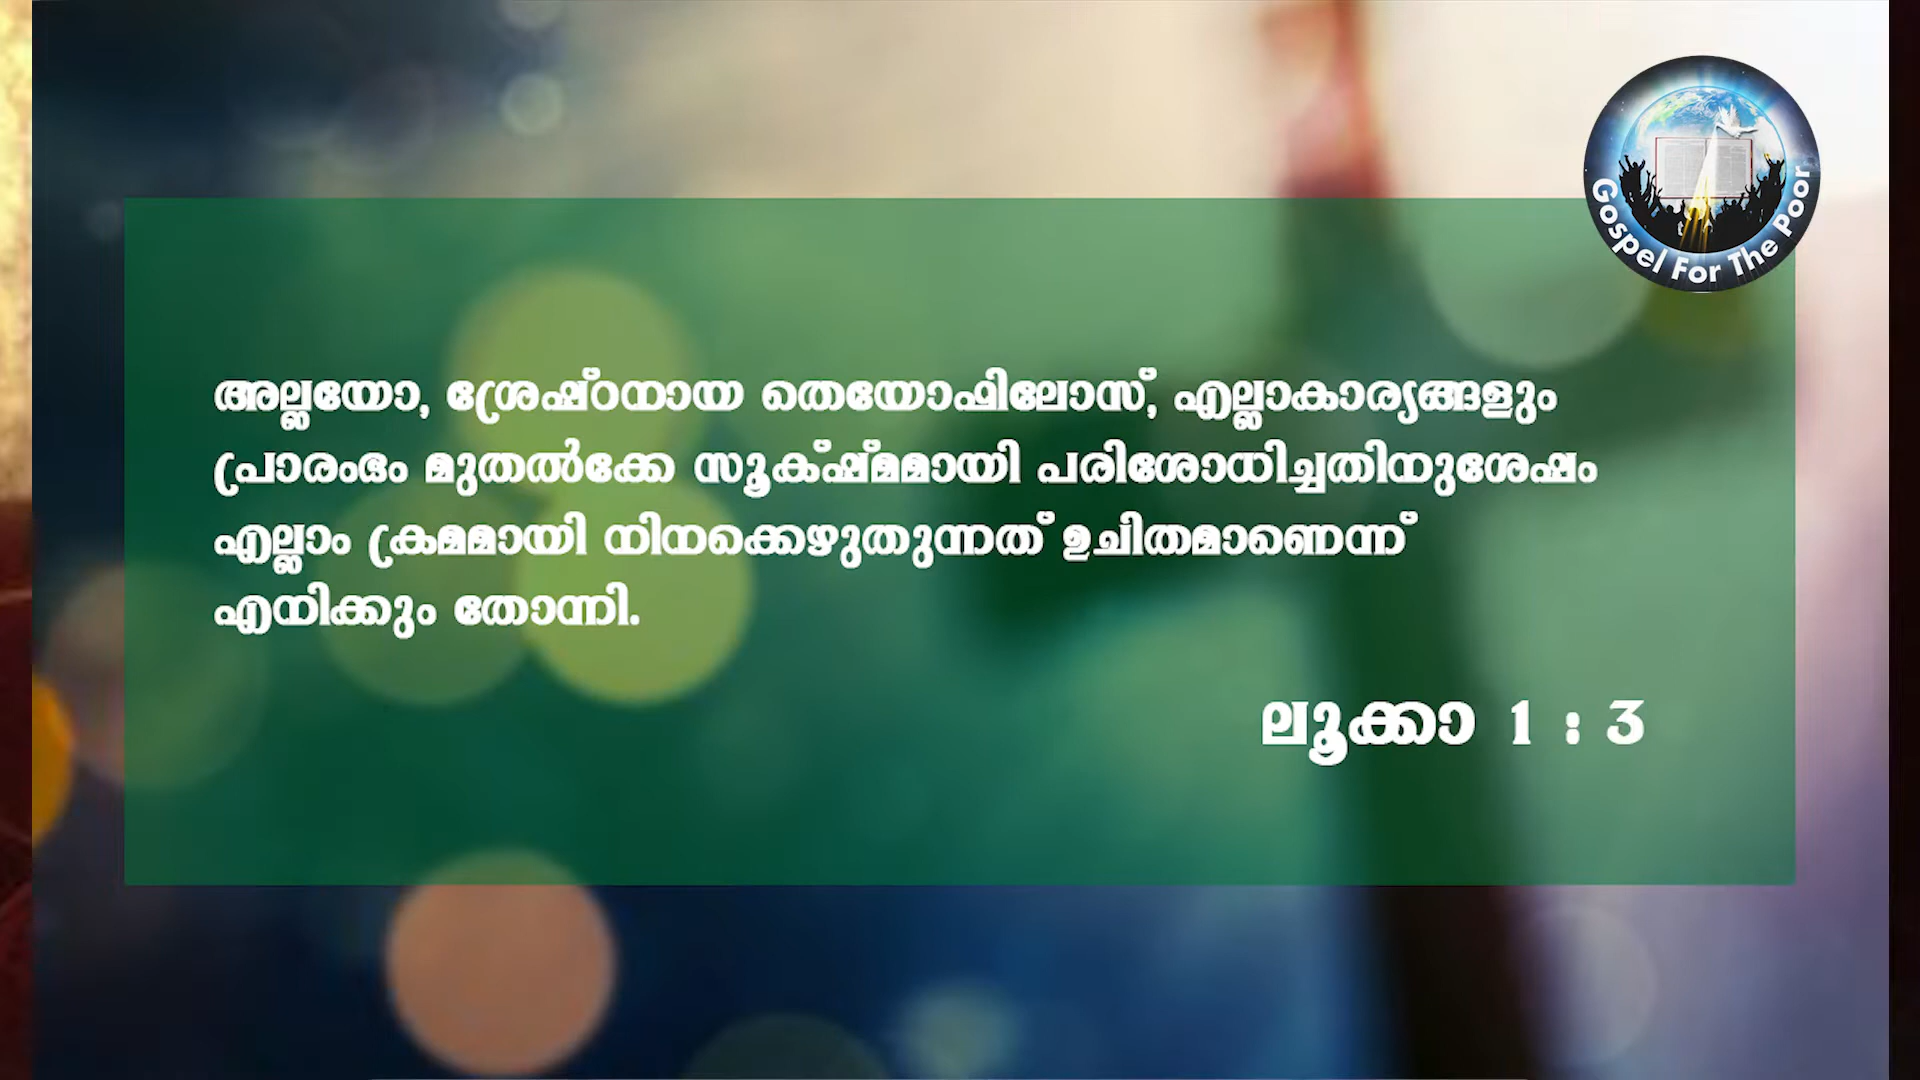 Gospel For The Poor
അല്ലയോ, ശ്രേഷ്ഠനായ തെയോഫിലോസ്, എല്ലാകാര്യങ്ങളും
പ്രാരംഭം മുതൽക്കേ സൂക്ഷ്മമായി പരിശോധിച്ചതിനുശേഷം
എല്ലാം ക്രമമായി നിനക്കെഴുതുന്നത് ഉചിതമാണെന്ന്
എനിക്കും തോന്നി.
ലൂക്കാ 1 : 3